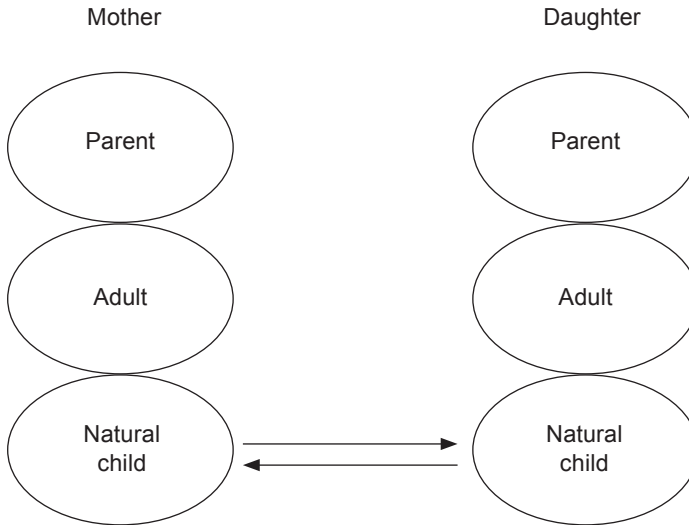 Mother
Daughter
Parent
Parent
Adult
Adult
Natural
child
Natural
child